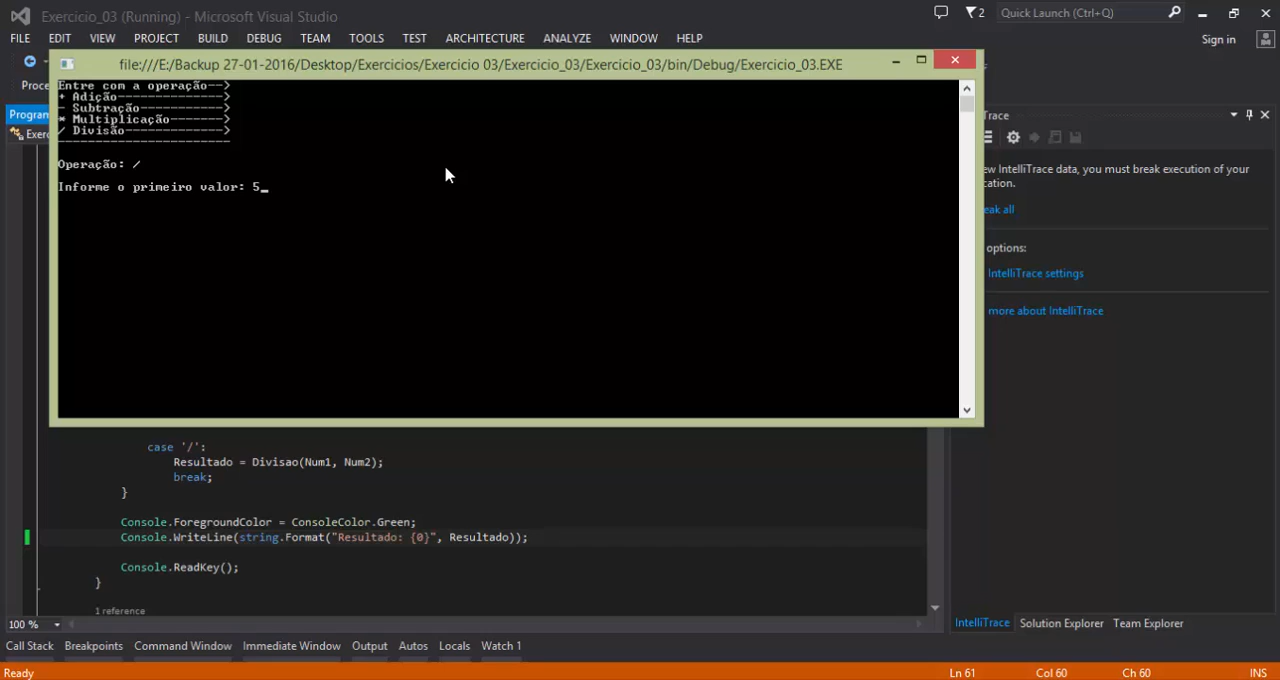 Exercicio_03 (Running) - Microsoft Visual Studio
2
Quick Launch (Ctrl+Q)
FILE EDIT VIEW PROJECT BUILD DEBUG TEAM TOOLS TEST ARCHITECTURE ANALYZE WINDOW HELP
Sign in
file:///E:/Backup 27-01-2016/Desktop/Exercicios/Exercicio 03/Exercicio_03/Exercicio_03/bin/Debug/Exercicio_03.EXE
Entre com a operação-->
+ Adição-------------->
- Subtração----------->
* Multiplicação------->
/ Divisão------------->
-----------------------
Operação: /
Informe o primeiro valor: 5_
Proce
Program
Exerc
Trace
ew IntelliTrace data, you must break execution of your
cation.
eak all
options:
IntelliTrace settings
more about IntelliTrace
case '/':
Resultado = Divisao(Num1, Num2);
break;
}
Console.ForegroundColor = ConsoleColor.Green;
Console.WriteLine(string.Format("Resultado: {0}", Resultado));
Console.ReadKey();
}
1 reference
100 %
IntelliTrace Solution Explorer Team Explorer
Call Stack Breakpoints Command Window Immediate Window Output Autos Locals Watch 1
Ready Ln 61 Col 60 Ch 60 INS